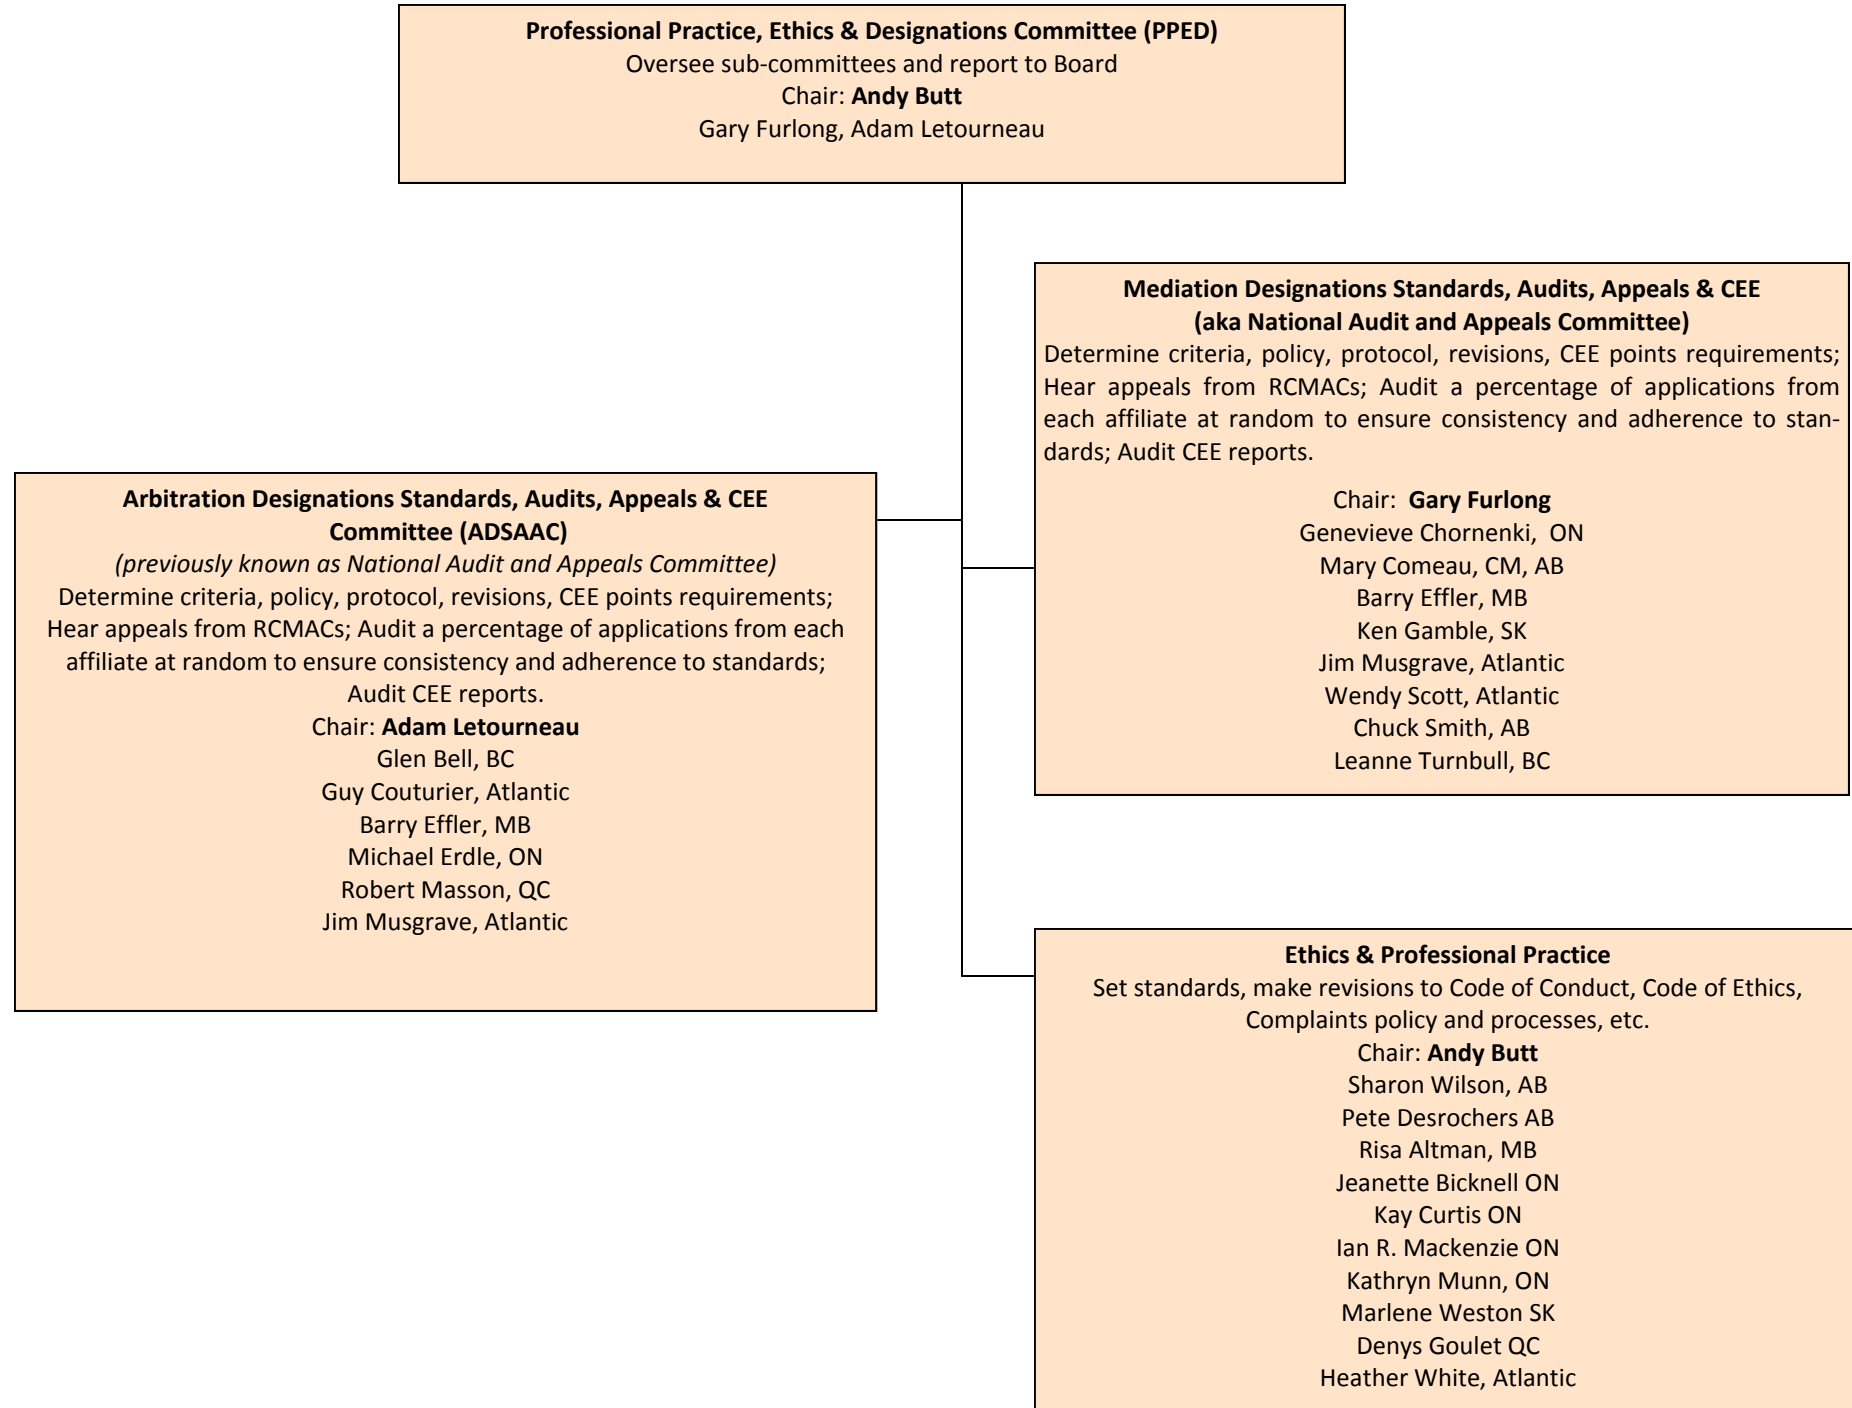 Professional Practice, Ethics & Designations Committee (PPED)
Oversee sub-committees and report to Board
Chair: Andy Butt
Gary Furlong, Adam Letourneau
Mediation Designations Standards, Audits, Appeals & CEE
(aka National Audit and Appeals Committee)
Determine criteria, policy, protocol, revisions, CEE points requirements;
Hear appeals from RCMACs; Audit a percentage of applications from
each affiliate at random to ensure consistency and adherence to stan-
dards; Audit CEE reports.
Chair: Gary Furlong
Genevieve Chornenki, ON
Mary Comeau, CM, AB
Barry Effler, MB
Ken Gamble, SK
Jim Musgrave, Atlantic
Wendy Scott, Atlantic
Chuck Smith, AB
Leanne Turnbull, BC
Arbitration Designations Standards, Audits, Appeals & CEE
Committee (ADSAAC)
(previously known as National Audit and Appeals Committee)
Determine criteria, policy, protocol, revisions, CEE points requirements;
Hear appeals from RCMACs; Audit a percentage of applications from each
affiliate at random to ensure consistency and adherence to standards;
Audit CEE reports.
Chair: Adam Letourneau
Glen Bell, BC
Guy Couturier, Atlantic
Barry Effler, MB
Michael Erdle, ON
Robert Masson, QC
Jim Musgrave, Atlantic
Ethics & Professional Practice
Set standards, make revisions to Code of Conduct, Code of Ethics,
Complaints policy and processes, etc.
Chair: Andy Butt
Sharon Wilson, AB
Pete Desrochers AB
Risa Altman, MB
Jeanette Bicknell ON
Kay Curtis ON
Ian R. Mackenzie ON
Kathryn Munn, ON
Marlene Weston SK
Denys Goulet QC
Heather White, Atlantic